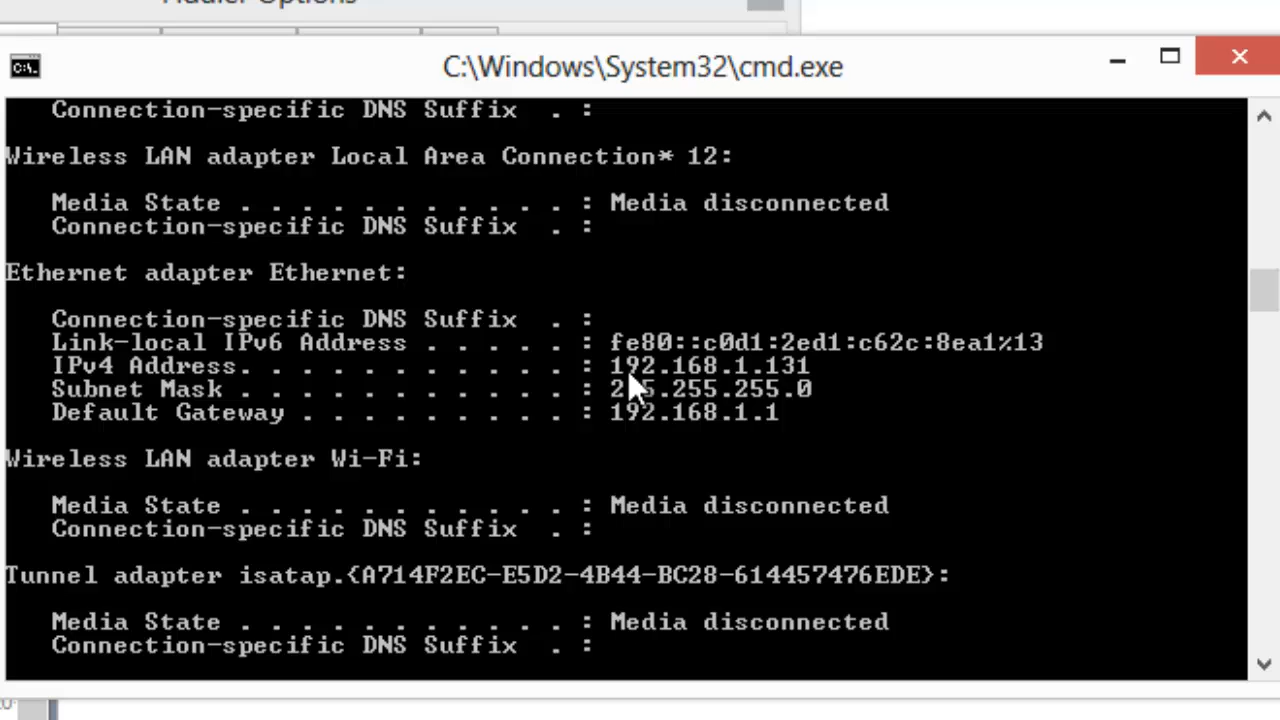 Fiddler Options
C:\Windows\System32\cmd.exe
Connection-specific DNS Suffix . :
Wireless LAN adapter Local Area Connection* 12:
Media State . . . . . . . . . . . : Media disconnected
Connection-specific DNS Suffix . :
Ethernet adapter Ethernet:
Connection-specific DNS Suffix . :
Link-local IPv6 Address . . . . . : fe80::c0d1:2ed1:c62c:8ea1%13
IPv4 Address. . . . . . . . . . . : 192.168.1.131
Subnet Mask . . . . . . . . . . . : 255.255.255.0
Default Gateway . . . . . . . . . : 192.168.1.1
Wireless LAN adapter Wi-Fi:
Media State . . . . . . . . . . . : Media disconnected
Connection-specific DNS Suffix . :
Tunnel adapter isatap.{A714F2EC-E5D2-4B44-BC28-614457476EDE}:
Media State . . . . . . . . . . . : Media disconnected
Connection-specific DNS Suffix . :